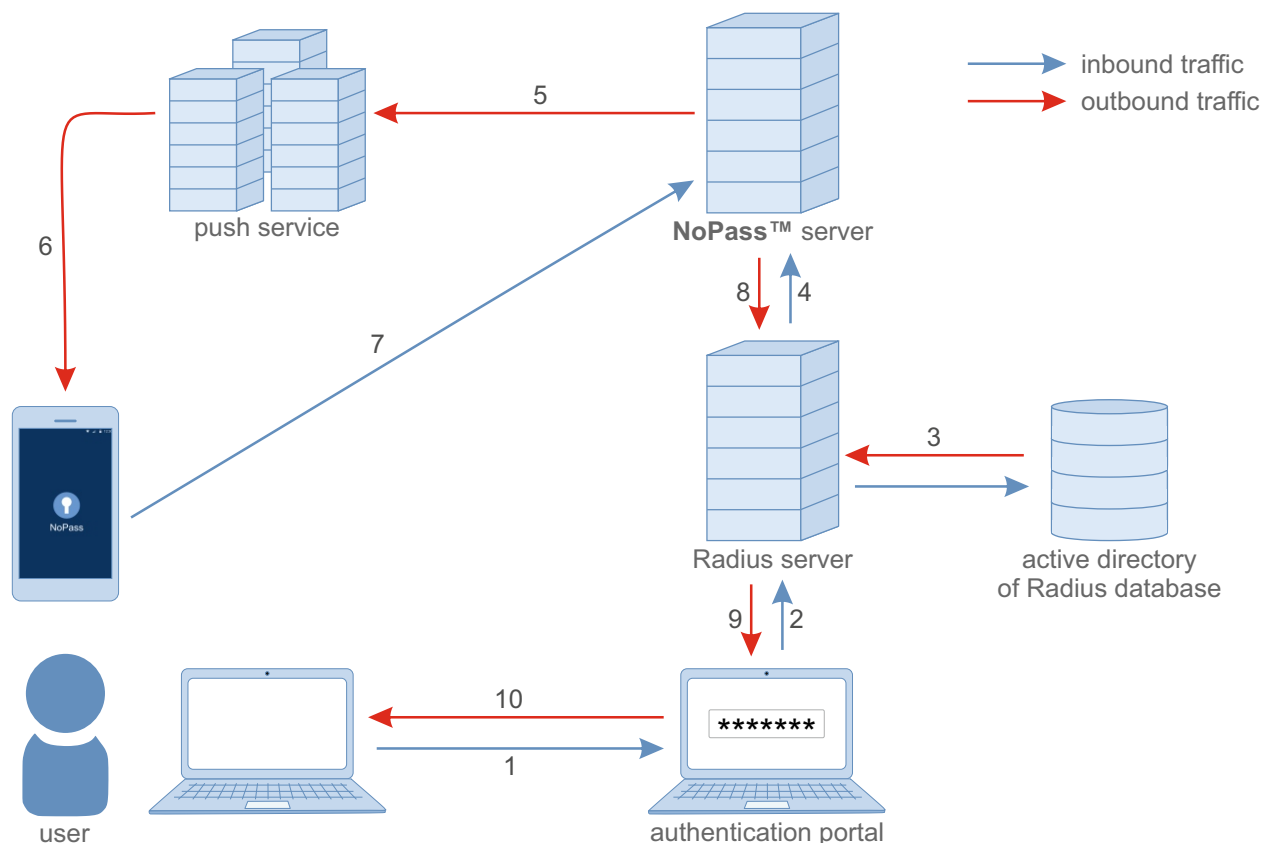 5
inbound traffic
outbound traffic
push service
NoPass™ server
6
8
4
7
3
NoPass
Radius server
active directory
of Radius database
9
2
10
*******
1
user
authentication portal